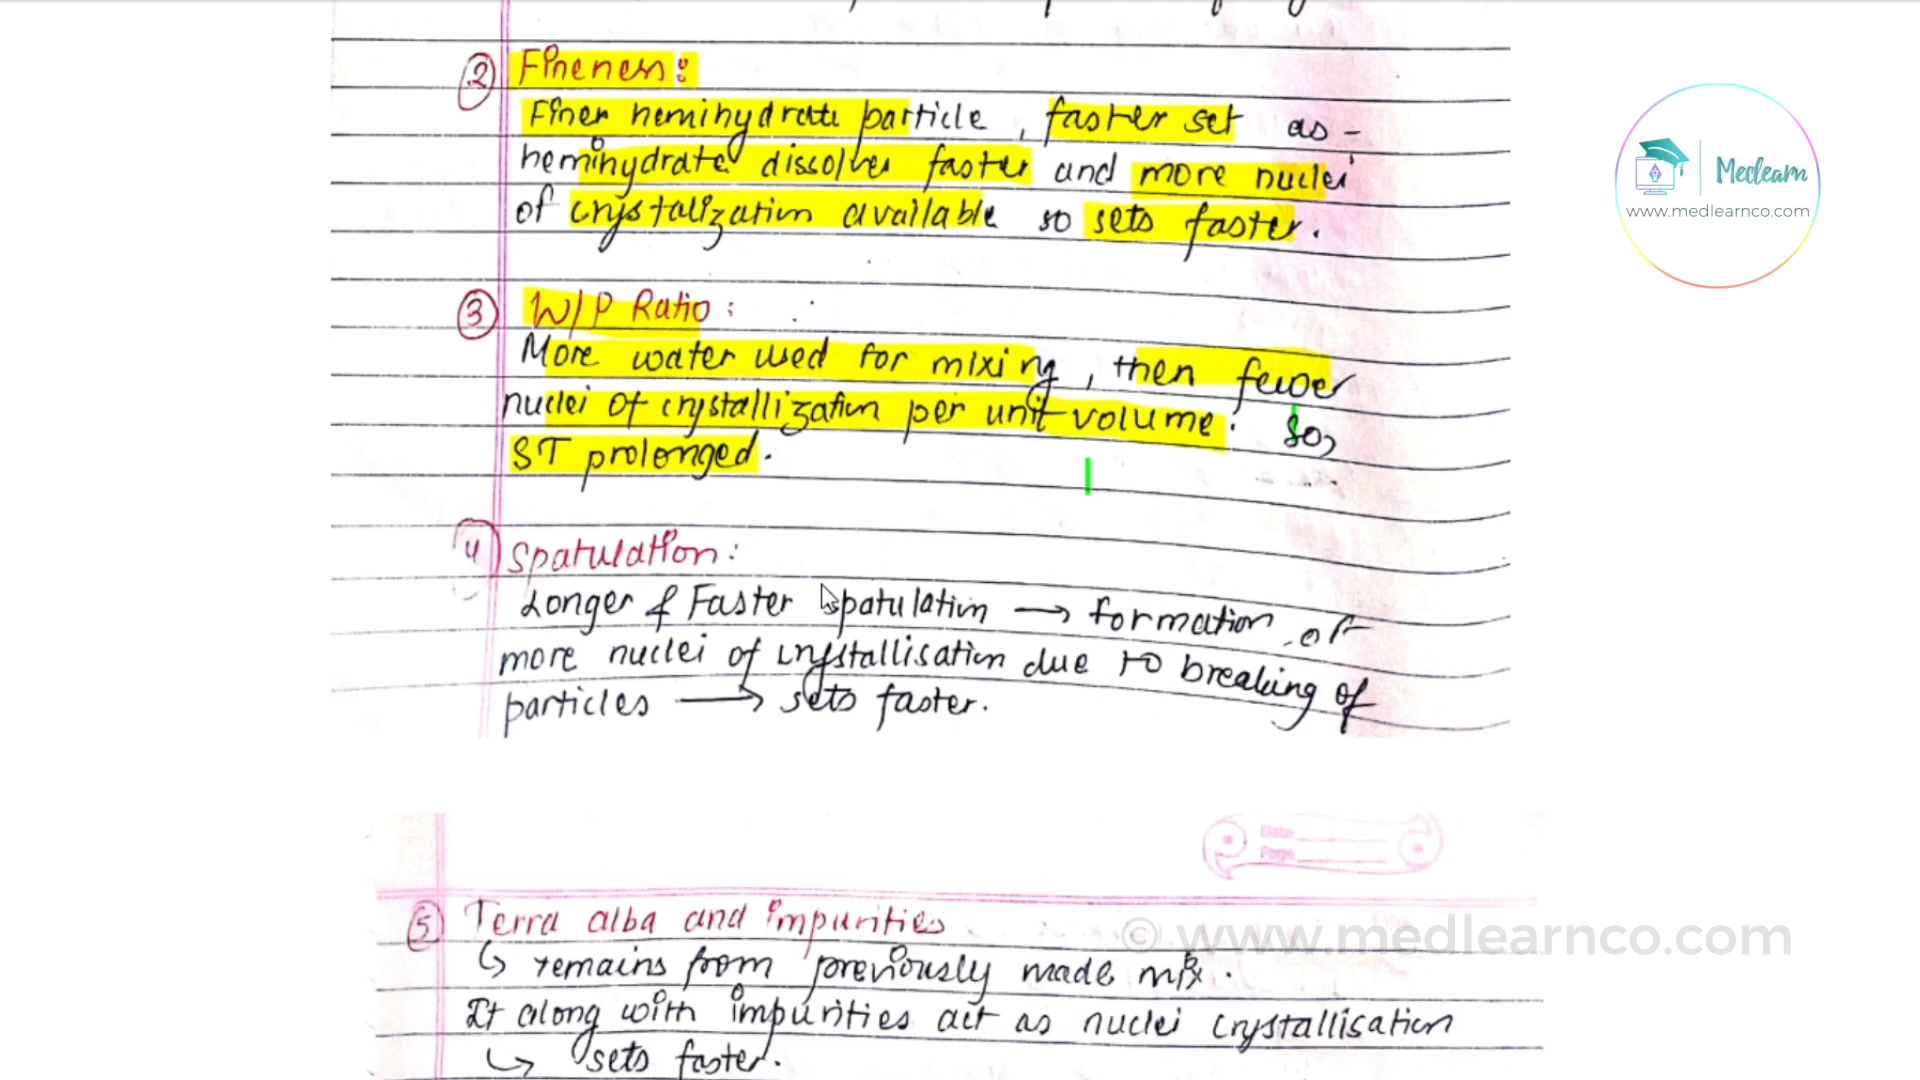 2 Fineness:
Finer hemihydrate particle, faster set as -
hemihydrate dissolves faster and more nuclei
of crystalization available so sets faster.
3 W/P Ratio:
More water used for mixing, then fewer
nuclei of crystallization per unit volume. So,
ST prolonged.
4 Spatulation:
Longer & Faster spatulation → formation of
more nuclei of crystallisation due to breaking of
particles → sets faster.
Date
Page
5 Terra alba and impurities
↳ remains from previously made mix.
It along with impurities act as nuclei crystallisation
↳ sets faster.
Medlearn
www.medlearnco.com
© www.medlearnco.com